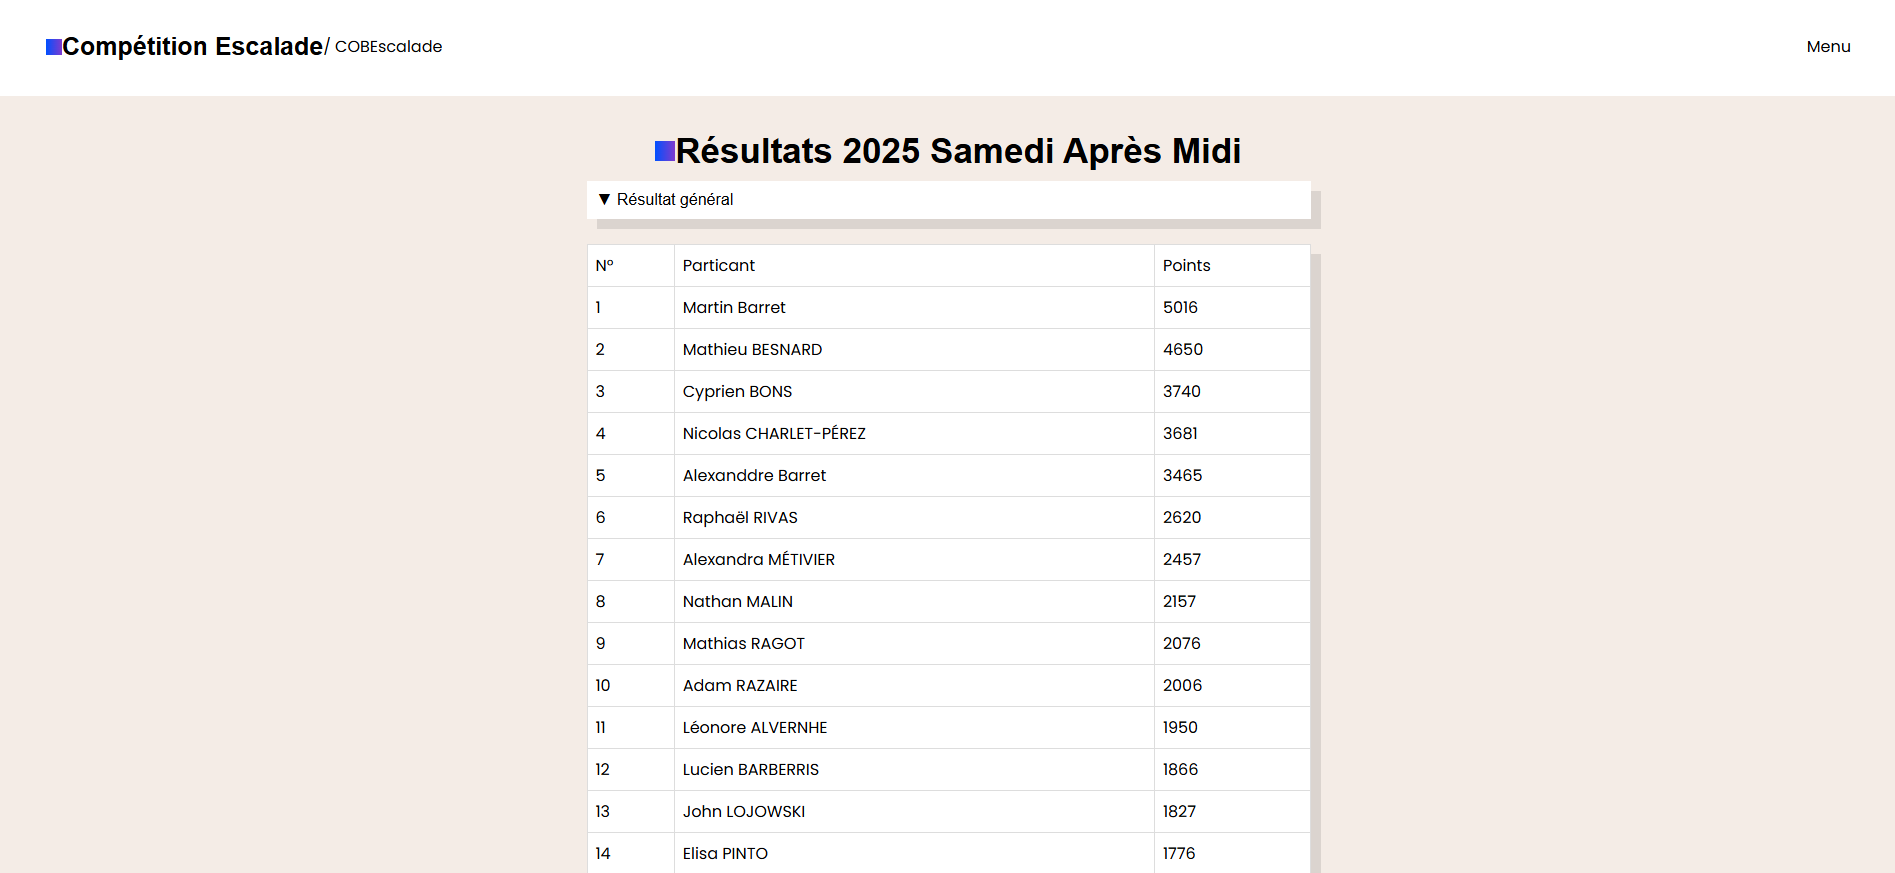 Compétition Escalade/ COBEscalade
Menu
Résultats 2025 Samedi Après Midi
▼ Résultat général
N° Particant Points
1 Martin Barret 5016
2 Mathieu BESNARD 4650
3 Cyprien BONS 3740
4 Nicolas CHARLET-PÉREZ 3681
5 Alexanddre Barret 3465
6 Raphaël RIVAS 2620
7 Alexandra MÉTIVIER 2457
8 Nathan MALIN 2157
9 Mathias RAGOT 2076
10 Adam RAZAIRE 2006
11 Léonore ALVERNHE 1950
12 Lucien BARBERRIS 1866
13 John LOJOWSKI 1827
14 Elisa PINTO 1776